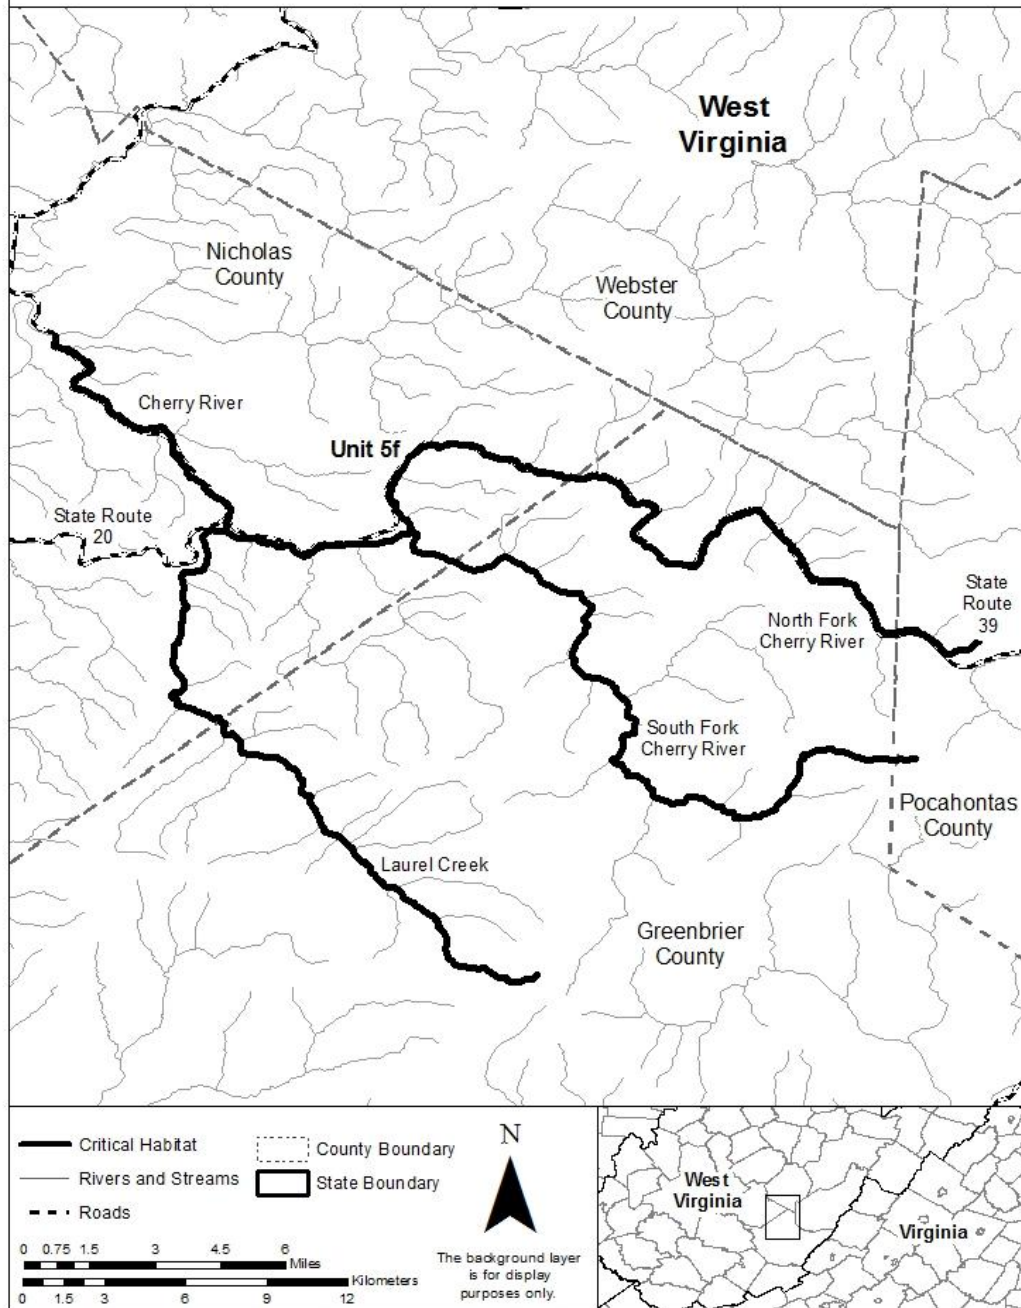 West
Virginia
Nicholas
County
Webster
County
Cherry River
Unit 5f
State Route
20
State
Route
39
North Fork
Cherry River
South Fork
Cherry River
Pocahontas
County
Laurel Creek
Greenbrier
County
Critical Habitat
County Boundary
Rivers and Streams
State Boundary
Roads
0 0.75 1.5 3 4.5 6
Miles
Kilometers
0 1.5 3 6 9 12
N
The background layer
is for display
purposes only.
West
Virginia
Virginia